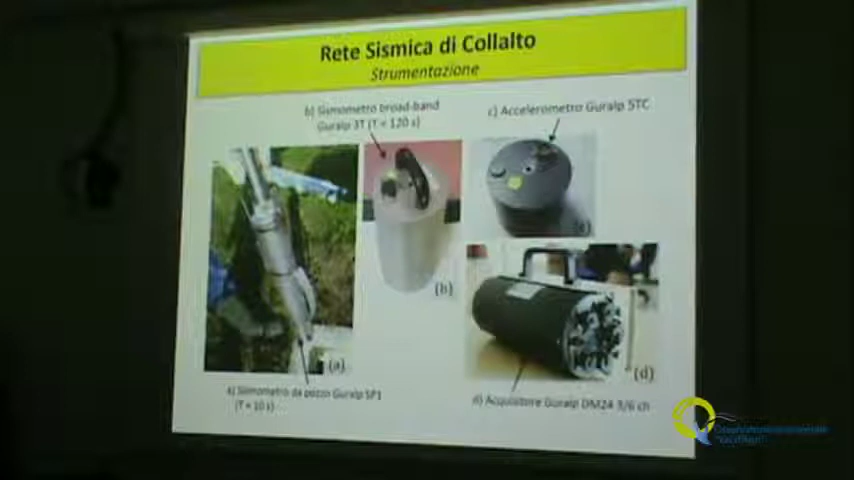 Rete Sismica di Collalto
Strumentazione
b) Sismometro broad-band
Guralp 3T (T = 120 s)
c) Accelerometro Guralp 5TC
(c)
(b)
(a)
(d)
a) Sismometro da pozzo Guralp SP1
(T = 10 s)
d) Acquisitore Guralp DM24 3/6 ch